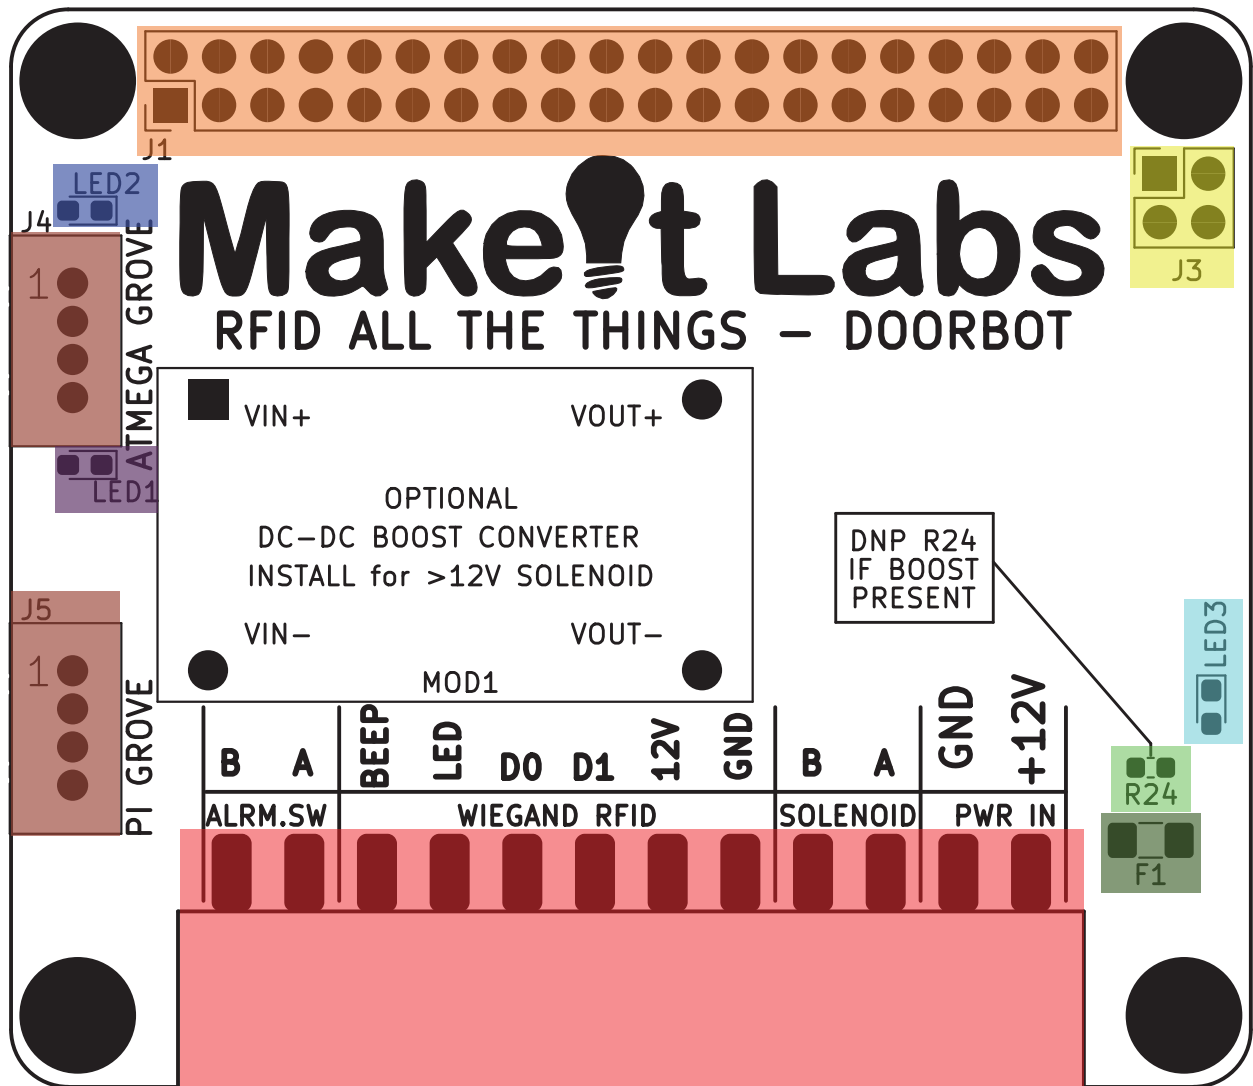 J1
LED2
J4
1
ATMEGA GROVE
LED1
J5
1
PI GROVE
MakeIt Labs
RFID ALL THE THINGS - DOORBOT
J3
VIN+ VOUT+
OPTIONAL
DC-DC BOOST CONVERTER
INSTALL for >12V SOLENOID
VIN- VOUT-
MOD1
DNP R24
IF BOOST
PRESENT
LED3
R24
F1
B A BEEP LED D0 D1 12V GND B A GND +12V
ALRM.SW WIEGAND RFID SOLENOID PWR IN